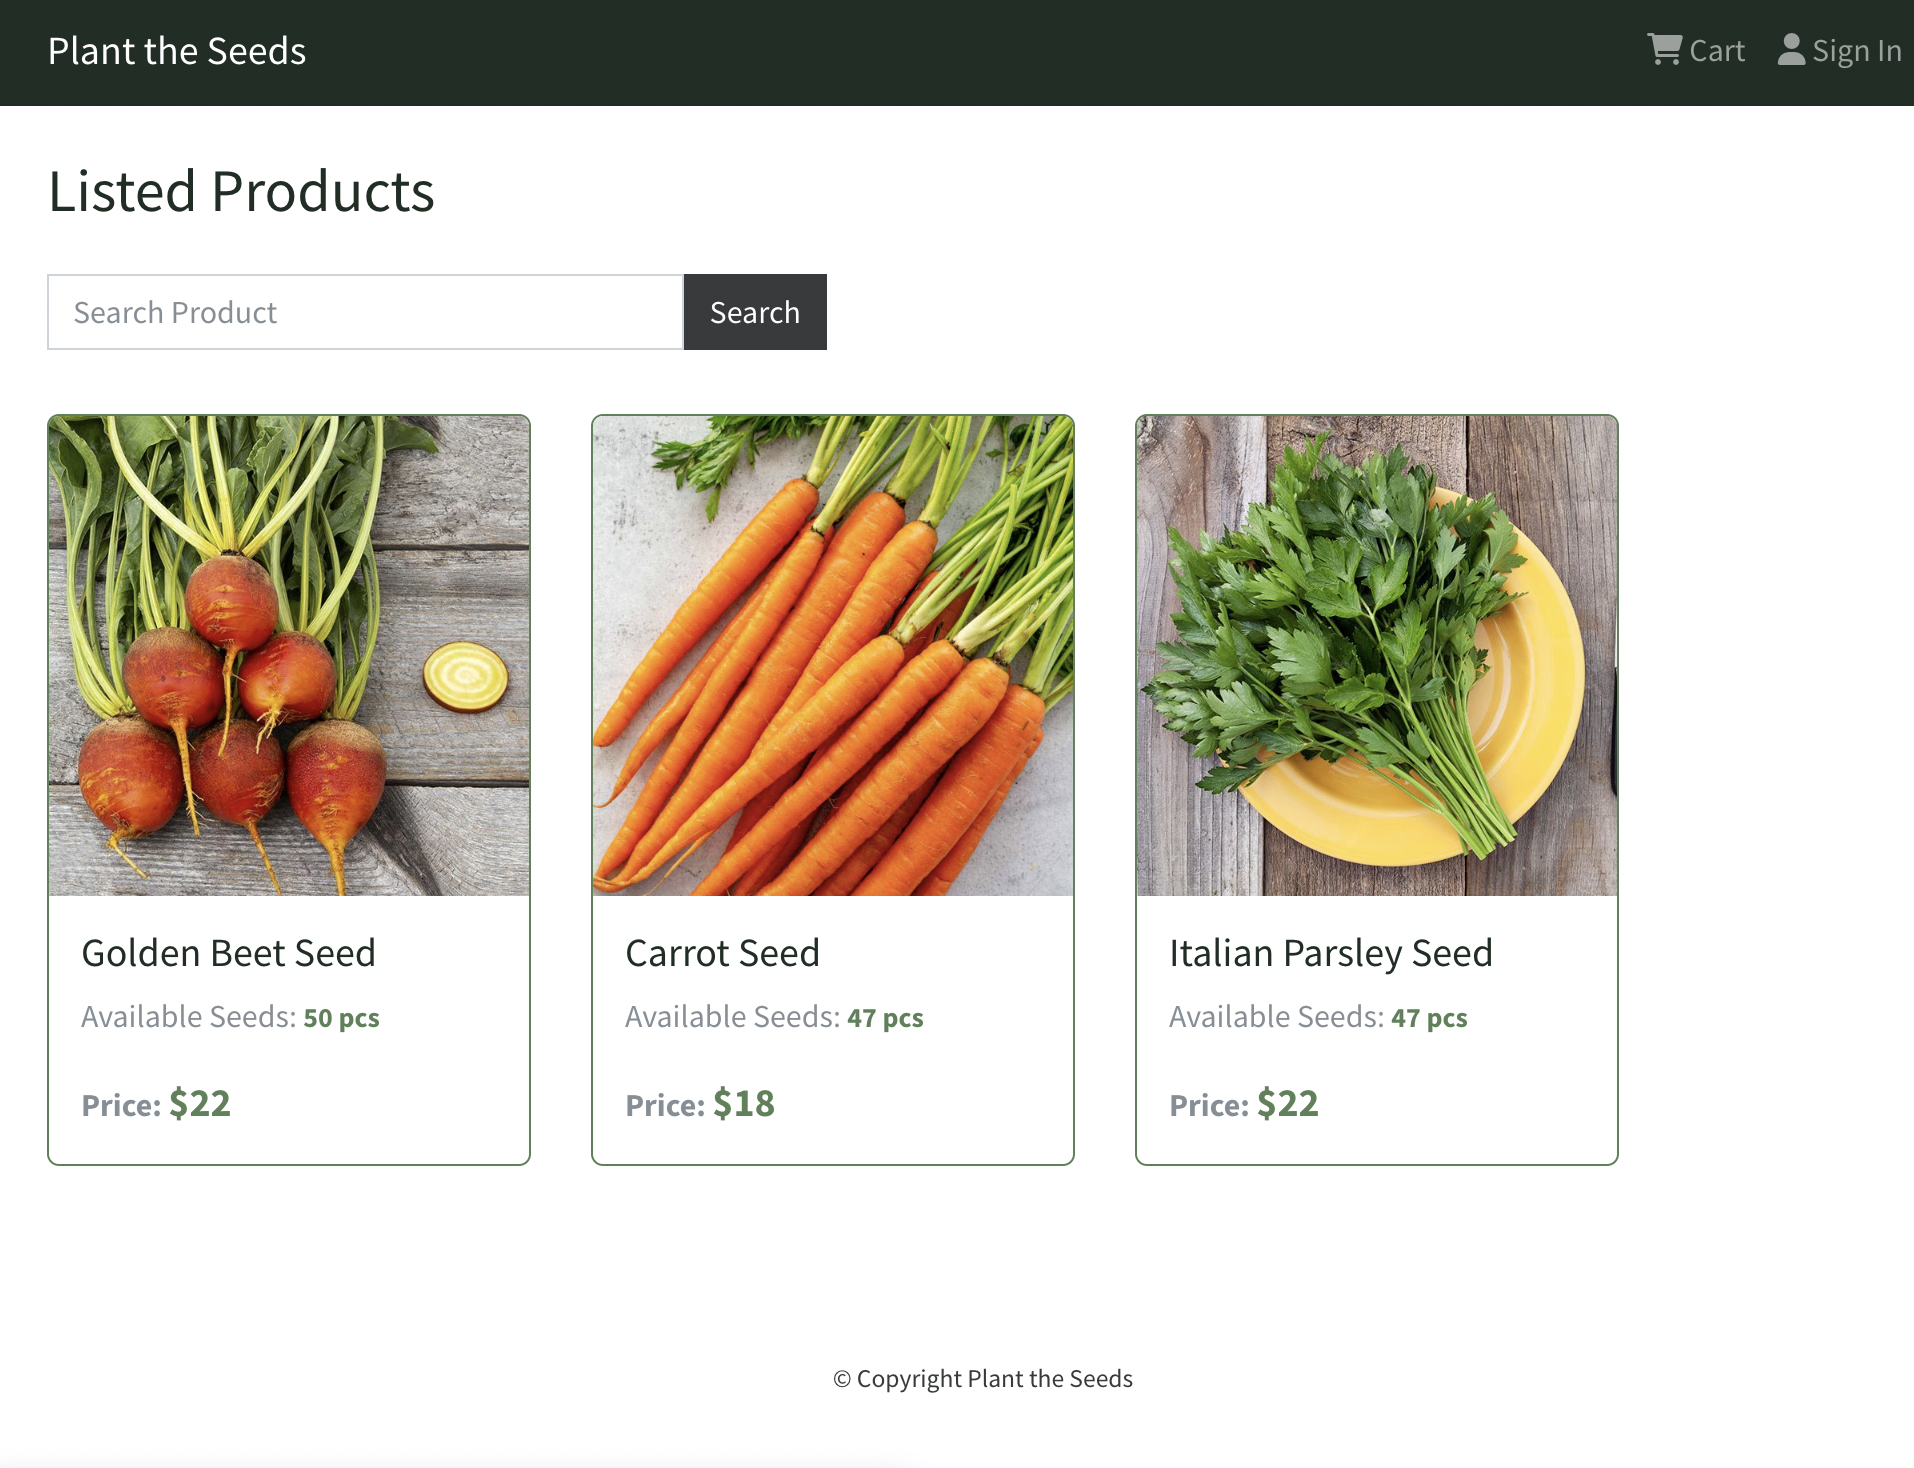 Plant the Seeds
Cart
Sign In
Listed Products
Search Product
Search
Golden Beet Seed
Available Seeds: 50 pcs
Price: $22
Carrot Seed
Available Seeds: 47 pcs
Price: $18
Italian Parsley Seed
Available Seeds: 47 pcs
Price: $22
© Copyright Plant the Seeds